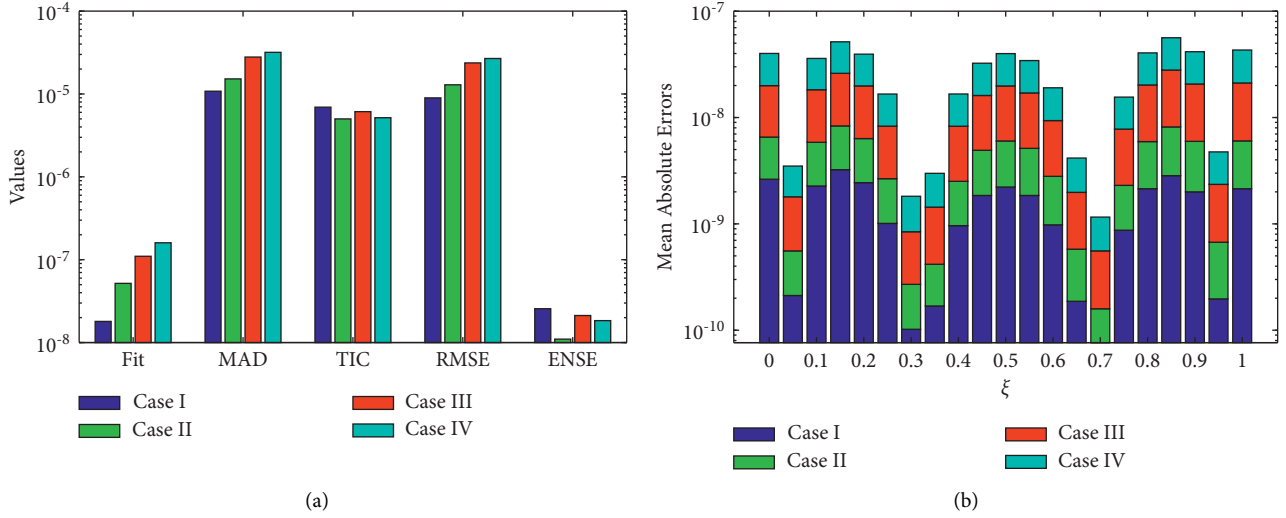 10-4
10-5
10-6
10-7
10-8
Values
Fit MAD TIC RMSE ENSE
Case I
Case II
Case III
Case IV
(a)
10-7
10-8
10-9
10-10
Mean Absolute Errors
0 0.1 0.2 0.3 0.4 0.5 0.6 0.7 0.8 0.9 1
ξ
Case I
Case II
Case III
Case IV
(b)